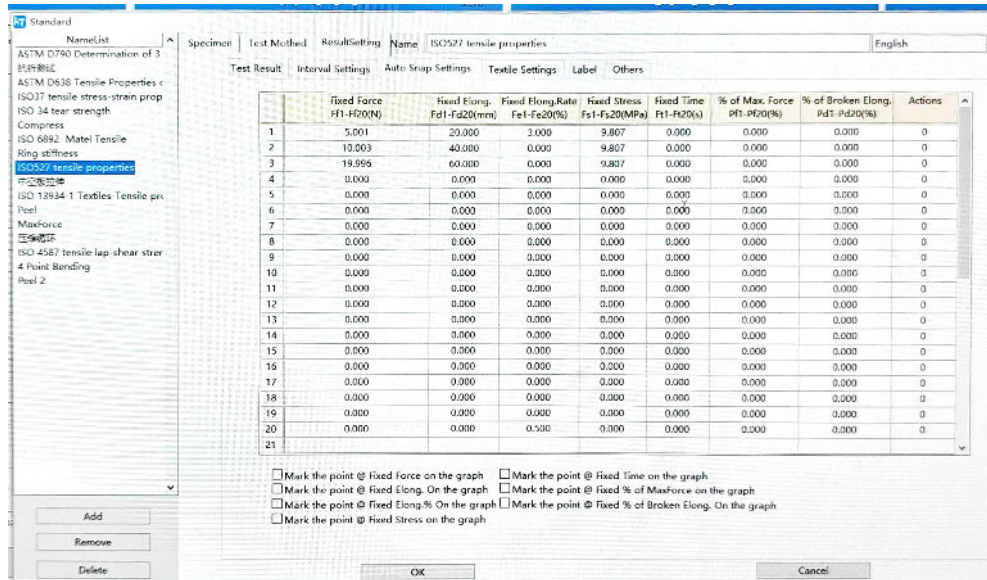 Standard
NameList
ASTM D790 Determination of 3
抗折测试
ASTM D638 Tensile Properties c
ISO37 tensile stress-strain prop
ISO 34 tear strength
Compress
ISO 6892 Matel Tensile
Ring stiffness
ISO527 tensile properties
ISO 13934-1 Textiles-Tensile pro
Peel
MaxForce
压缩循环
ISO 4587 tensile lap-shear strer
4 Point Bending
Peel 2
Add
Remove
Delete
Specimen Test Mothed ResultSetting Name ISO527 tensile properties English
Test Result Interval Settings Auto Snap Settings Textile Settings Label Others
Fixed Force Fixed Elong. Fixed Elong.Rate Fixed Stress Fixed Time % of Max. Force % of Broken Elong. Actions
Ff1-Ff20(N) Fd1-Fd20(mm) Fe1-Fe20(%) Fs1-Fs20(MPa) Ft1-Ft20(s) Pf1-Pf20(%) Pd1-Pd20(%)
1 5.001 20.000 3.000 9.807 0.000 0.000 0.000 0
2 10.003 40.000 0.000 9.807 0.000 0.000 0.000 0
3 19.996 60.000 0.000 9.807 0.000 0.000 0.000 0
4 0.000 0.000 0.000 0.000 0.000 0.000 0.000 0
5 0.000 0.000 0.000 0.000 0.000 0.000 0.000 0
6 0.000 0.000 0.000 0.000 0.000 0.000 0.000 0
7 0.000 0.000 0.000 0.000 0.000 0.000 0.000 0
8 0.000 0.000 0.000 0.000 0.000 0.000 0.000 0
9 0.000 0.000 0.000 0.000 0.000 0.000 0.000 0
10 0.000 0.000 0.000 0.000 0.000 0.000 0.000 0
11 0.000 0.000 0.000 0.000 0.000 0.000 0.000 0
12 0.000 0.000 0.000 0.000 0.000 0.000 0.000 0
13 0.000 0.000 0.000 0.000 0.000 0.000 0.000 0
14 0.000 0.000 0.000 0.000 0.000 0.000 0.000 0
15 0.000 0.000 0.000 0.000 0.000 0.000 0.000 0
16 0.000 0.000 0.000 0.000 0.000 0.000 0.000 0
17 0.000 0.000 0.000 0.000 0.000 0.000 0.000 0
18 0.000 0.000 0.000 0.000 0.000 0.000 0.000 0
19 0.000 0.000 0.000 0.000 0.000 0.000 0.000 0
20 0.000 0.000 0.500 0.000 0.000 0.000 0.000 0
21
Mark the point @ Fixed Force on the graph Mark the point @ Fixed Time on the graph
Mark the point @ Fixed Elong. On the graph Mark the point @ Fixed % of MaxForce on the graph
Mark the point @ Fixed Elong.% On the graph Mark the point @ Fixed % of Broken Elong. On the graph
Mark the point @ Fixed Stress on the graph
OK Cancel